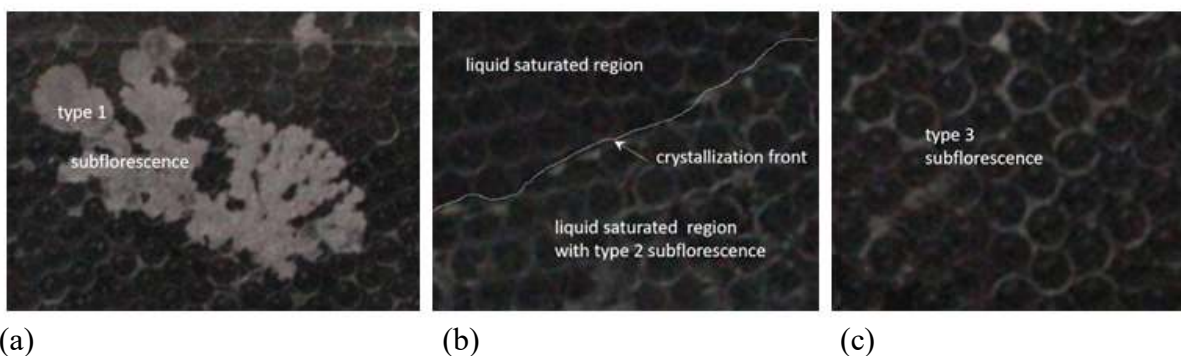 type 1
subflorescence
liquid saturated region
crystallization front
liquid saturated region
with type 2 subflorescence
type 3
subflorescence
(a)
(b)
(c)